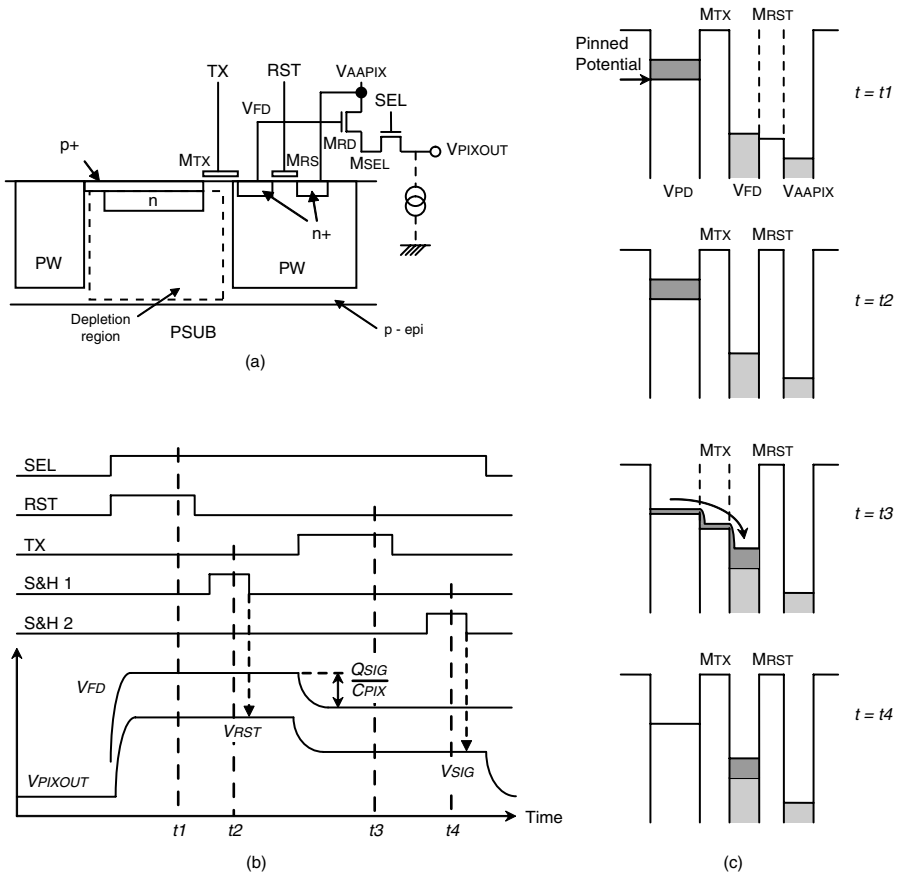 TX
RST
VAAPIX
SEL
VFD
MRD
MSEL
VPIXOUT
p+
MTX
MRS
n
n+
PW
PW
Depletion
region
PSUB
p - epi
(a)
SEL
RST
TX
S&H 1
S&H 2
VFD
QSIG
CPIX
VRST
VPIXOUT
VSIG
Time
t1
t2
t3
t4
(b)
MTX
MRST
Pinned
Potential
t = t1
VPD
VFD
VAAPIX
MTX
MRST
t = t2
MTX
MRST
t = t3
MTX
MRST
t = t4
(c)